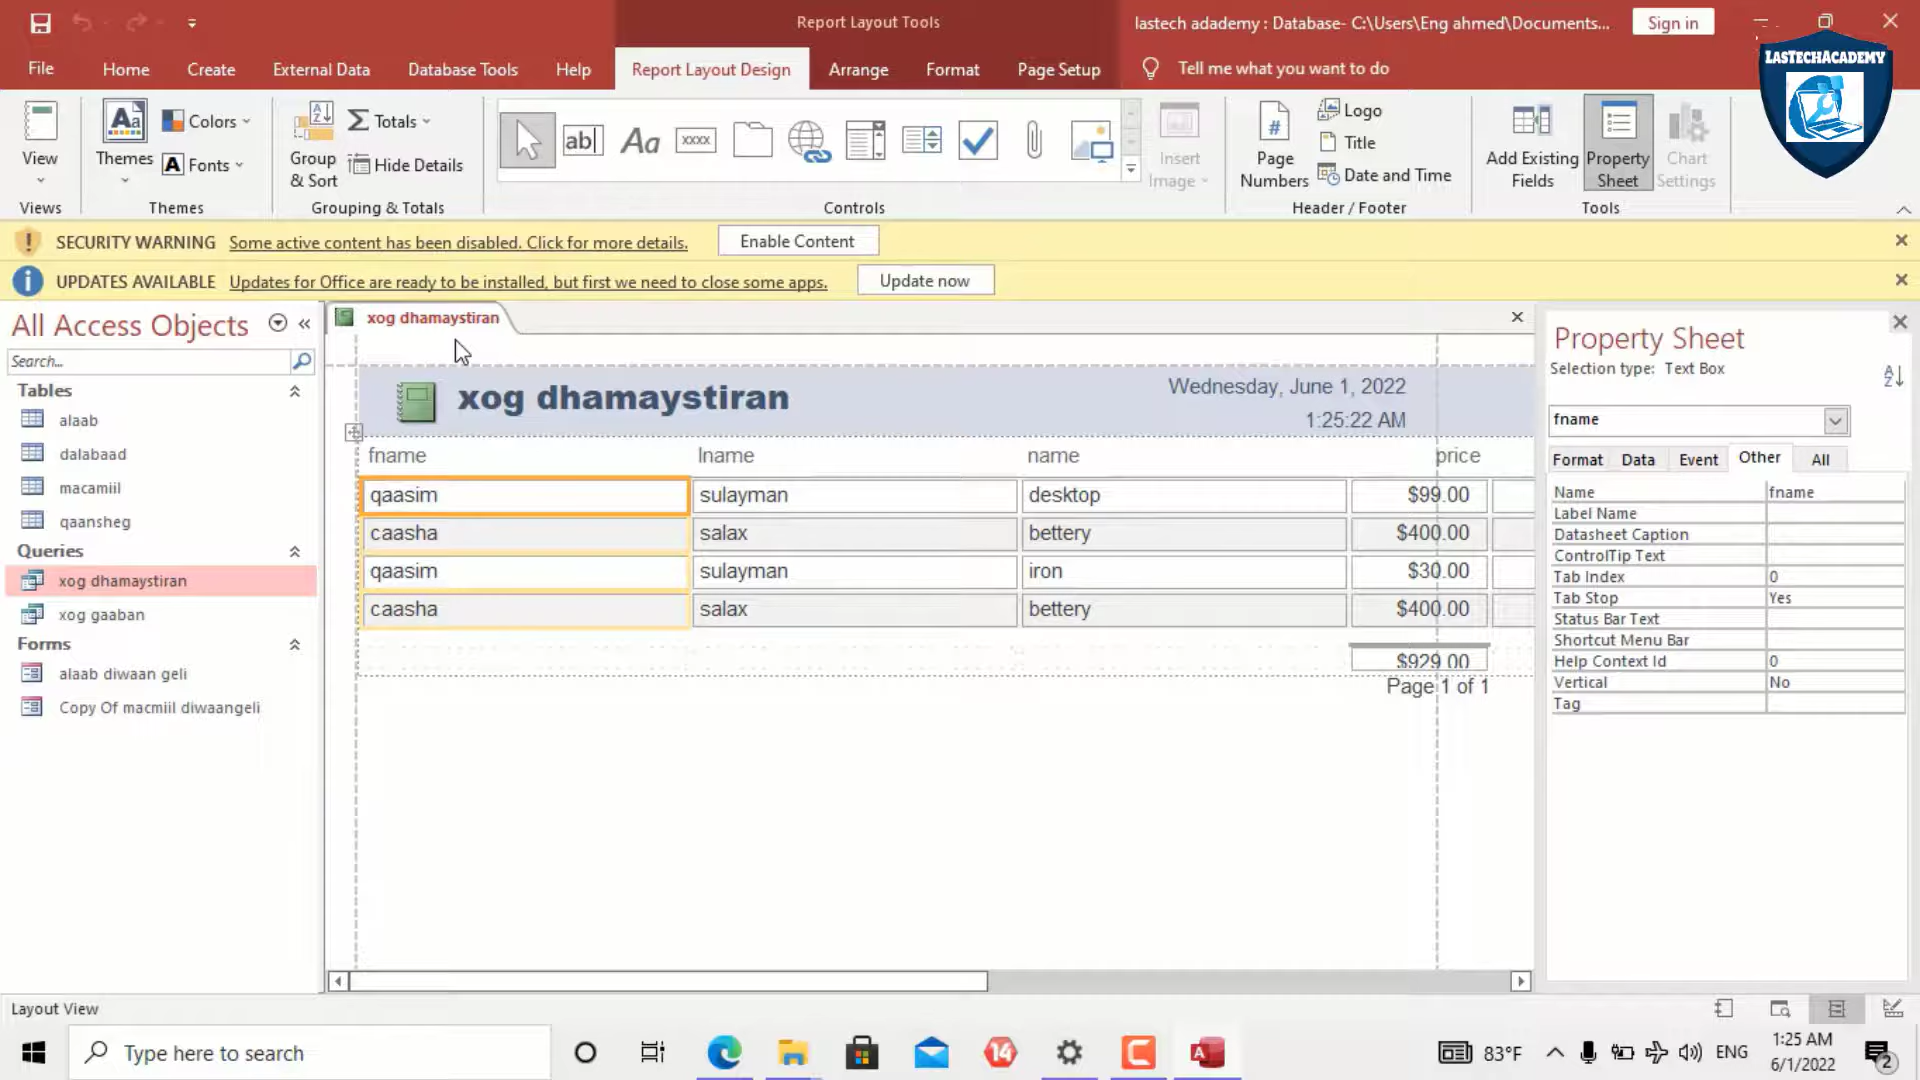 Report Layout Tools
lastech adademy : Database- C:\Users\Eng ahmed\Documents...
Sign in
File Home Create External Data Database Tools Help Report Layout Design Arrange Format Page Setup Tell me what you want to do
LASTECHACADEMY
View
Themes
Colors
Fonts
Group & Sort
Totals
Hide Details
ab|
Aa
xxxx
Insert Image
Page Numbers
Logo
Title
Date and Time
Add Existing Fields
Property Sheet
Chart Settings
Views Themes Grouping & Totals Controls Header / Footer Tools
SECURITY WARNING Some active content has been disabled. Click for more details. Enable Content
UPDATES AVAILABLE Updates for Office are ready to be installed, but first we need to close some apps. Update now
All Access Objects
Search...
Tables
alaab
dalabaad
macamiil
qaansheg
Queries
xog dhamaystiran
xog gaaban
Forms
alaab diwaan geli
Copy Of macmiil diwaangeli
xog dhamaystiran
xog dhamaystiran
Wednesday, June 1, 2022
1:25:22 AM
fname lname name price
qaasim sulayman desktop $99.00
caasha salax bettery $400.00
qaasim sulayman iron $30.00
caasha salax bettery $400.00
$929.00
Page 1 of 1
Property Sheet
Selection type: Text Box
fname
Format Data Event Other All
Name fname
Label Name
Datasheet Caption
ControlTip Text
Tab Index 0
Tab Stop Yes
Status Bar Text
Shortcut Menu Bar
Help Context Id 0
Vertical No
Tag
Layout View
Type here to search
14
83°F
ENG
1:25 AM
6/1/2022
2